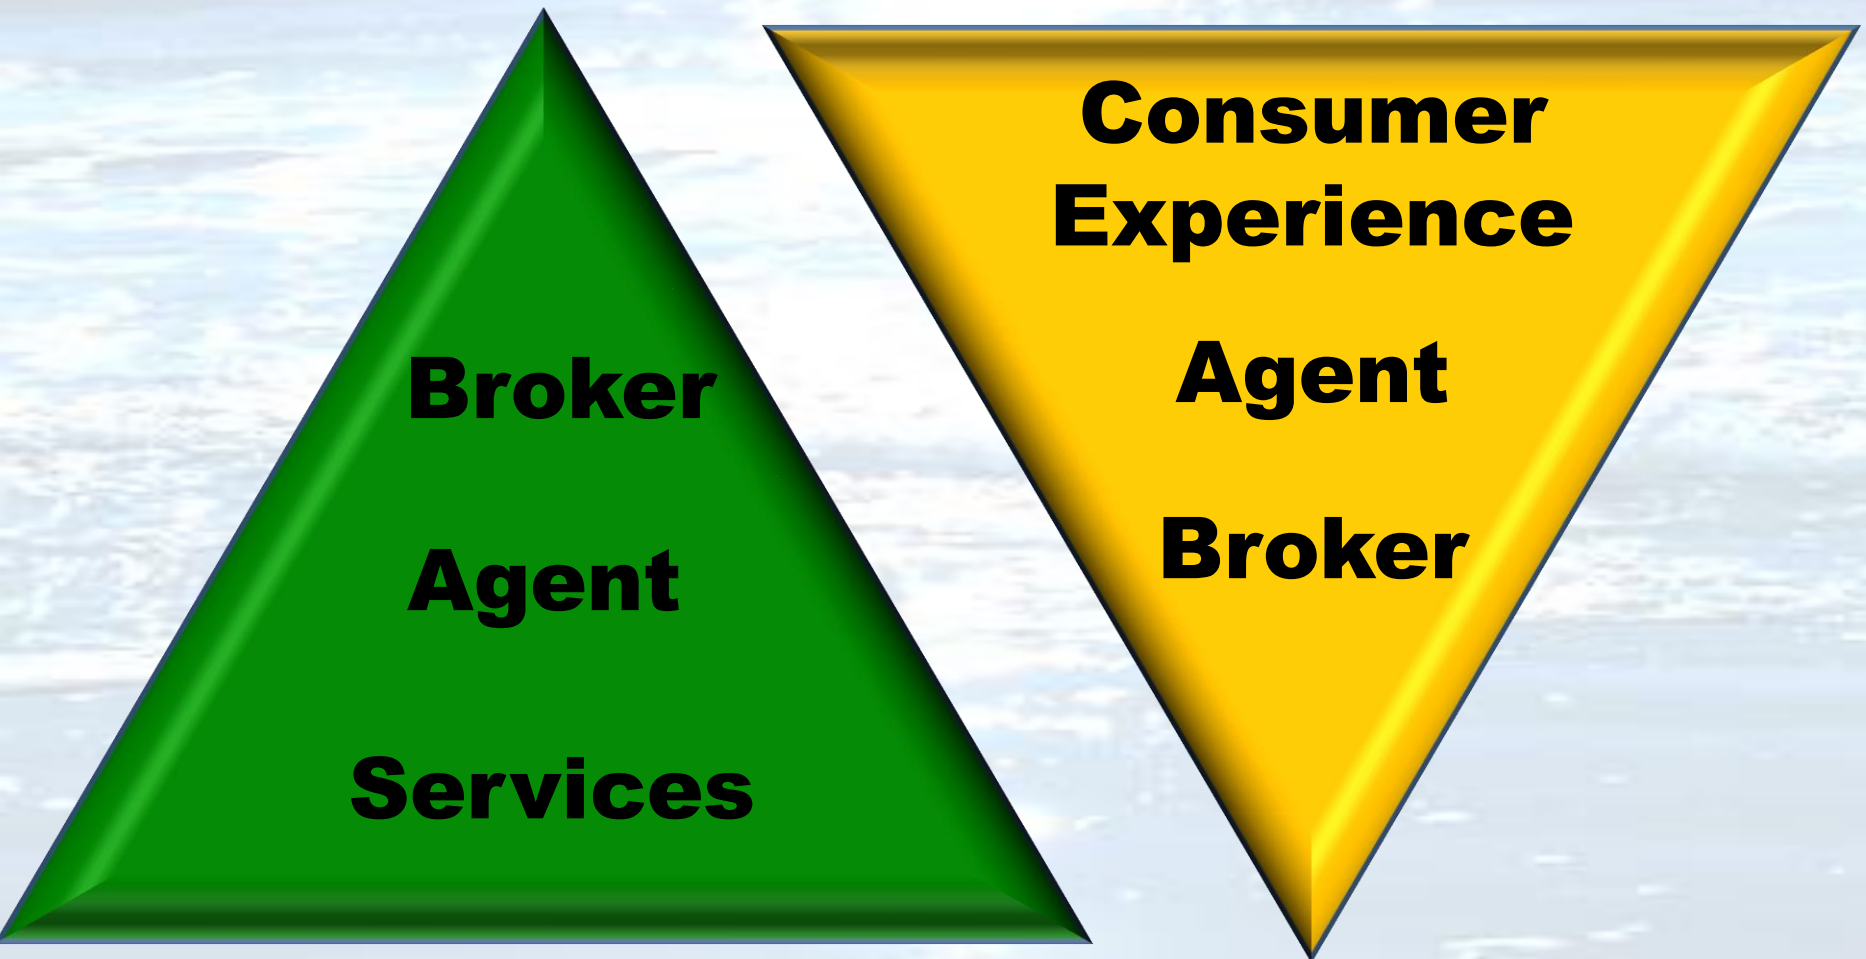 Broker
Agent
Services
Consumer
Experience
Agent
Broker